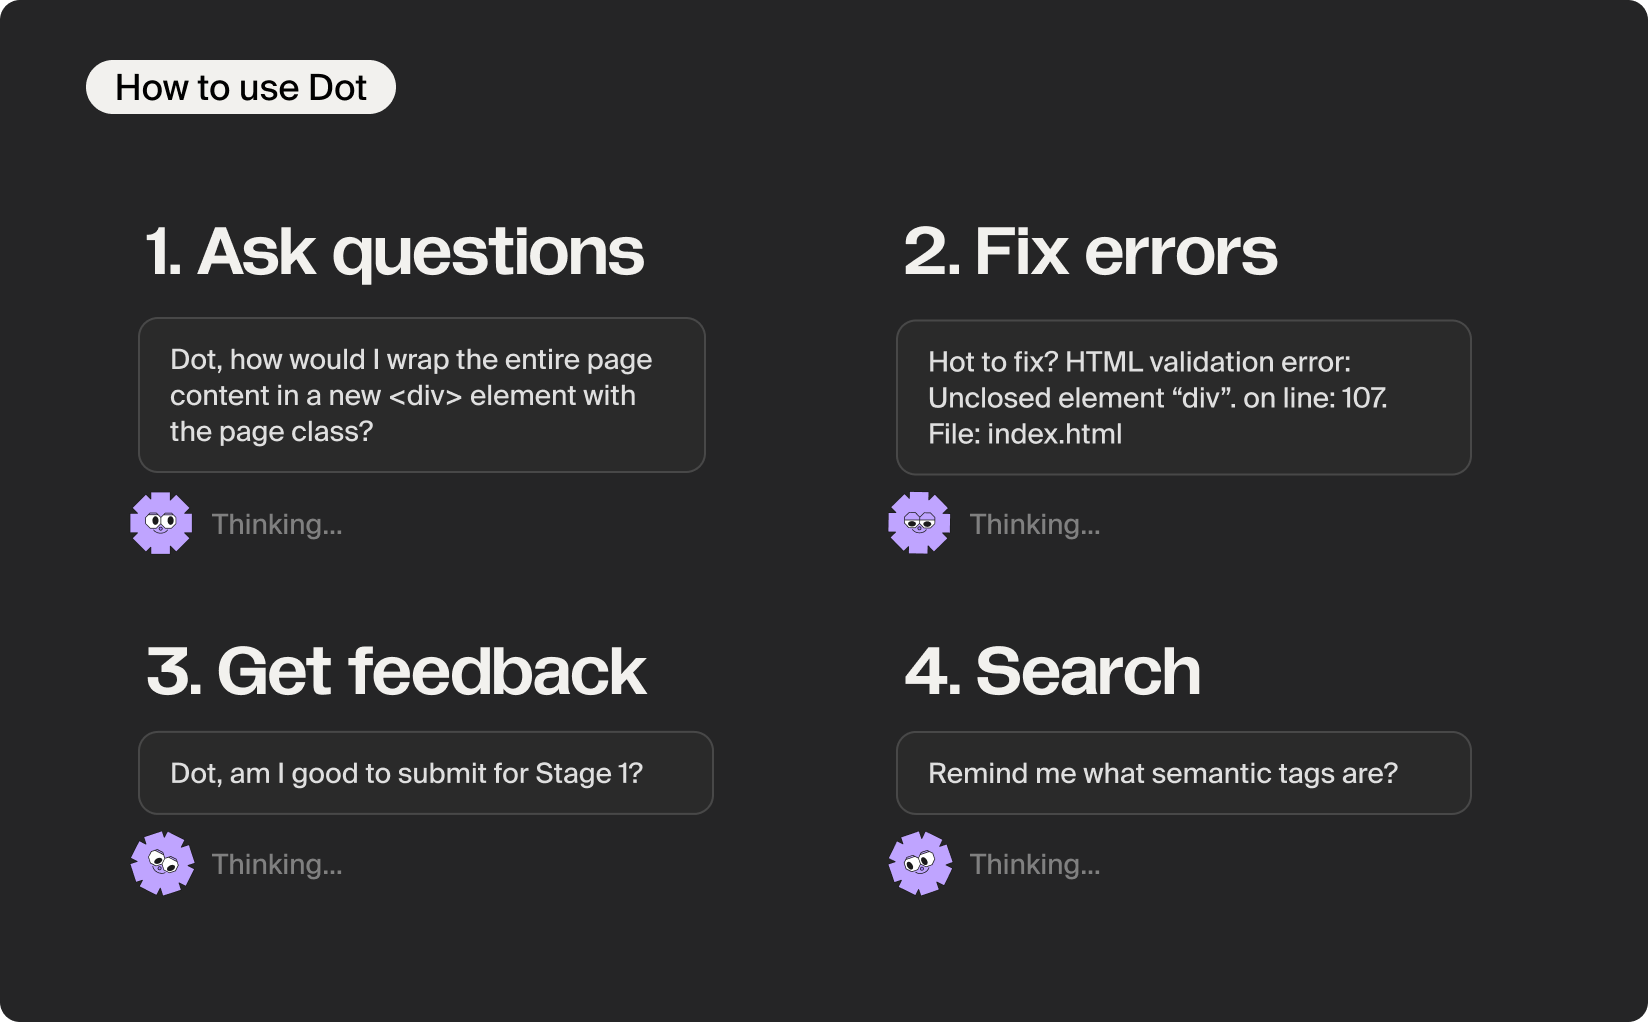 How to use Dot
1. Ask questions
Dot, how would I wrap the entire page
content in a new <div> element with
the page class?
Thinking...
2. Fix errors
Hot to fix? HTML validation error:
Unclosed element “div”. on line: 107.
File: index.html
Thinking...
3. Get feedback
Dot, am I good to submit for Stage 1?
Thinking...
4. Search
Remind me what semantic tags are?
Thinking...